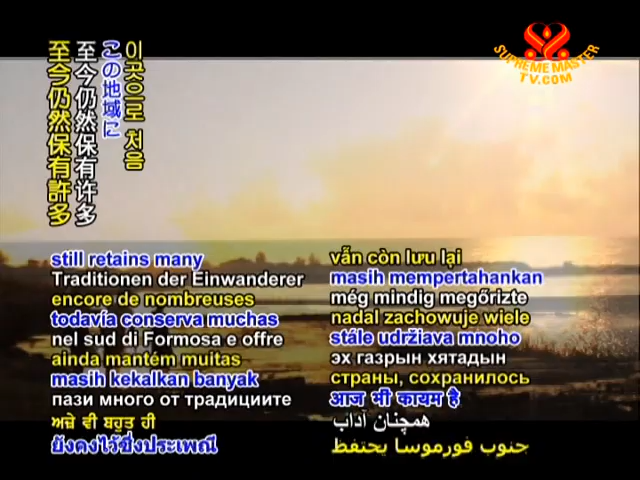 SUPREME MASTER
TV.COM
至今仍然保有許多
至今仍然保有许多
この地域に
이곳으로 처음
still retains many
Traditionen der Einwanderer
encore de nombreuses
todavía conserva muchas
nel sud di Formosa e offre
ainda mantém muitas
masih kekalkan banyak
пази много от традициите
ਅਜੇ ਵੀ ਬਹੁਤ ਹੀ
ยังคงไว้ซึ่งประเพณี
vẫn còn lưu lại
masih mempertahankan
még mindig megőrizte
nadal zachowuje wiele
stále udržiava mnoho
эх газрын хятадын
страны, сохранилось
आज भी कायम है
همچنان آداب
جنوب فورموسا يحتفظ